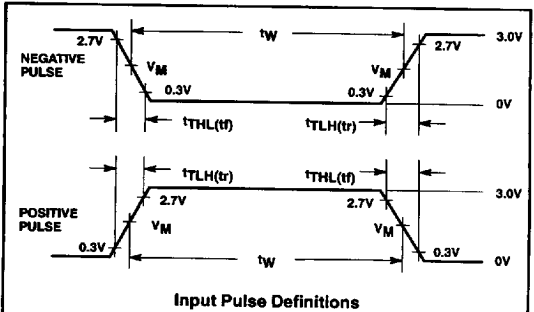 tW
2.7V 2.7V 3.0V
NEGATIVE
PULSE
VM VM
0.3V 0.3V
0V
tTHL(tf) tTLH(tr)
tTLH(tr) tTHL(tf)
3.0V
2.7V 2.7V
POSITIVE
PULSE
VM VM
0.3V 0.3V
tW 0V
Input Pulse Definitions